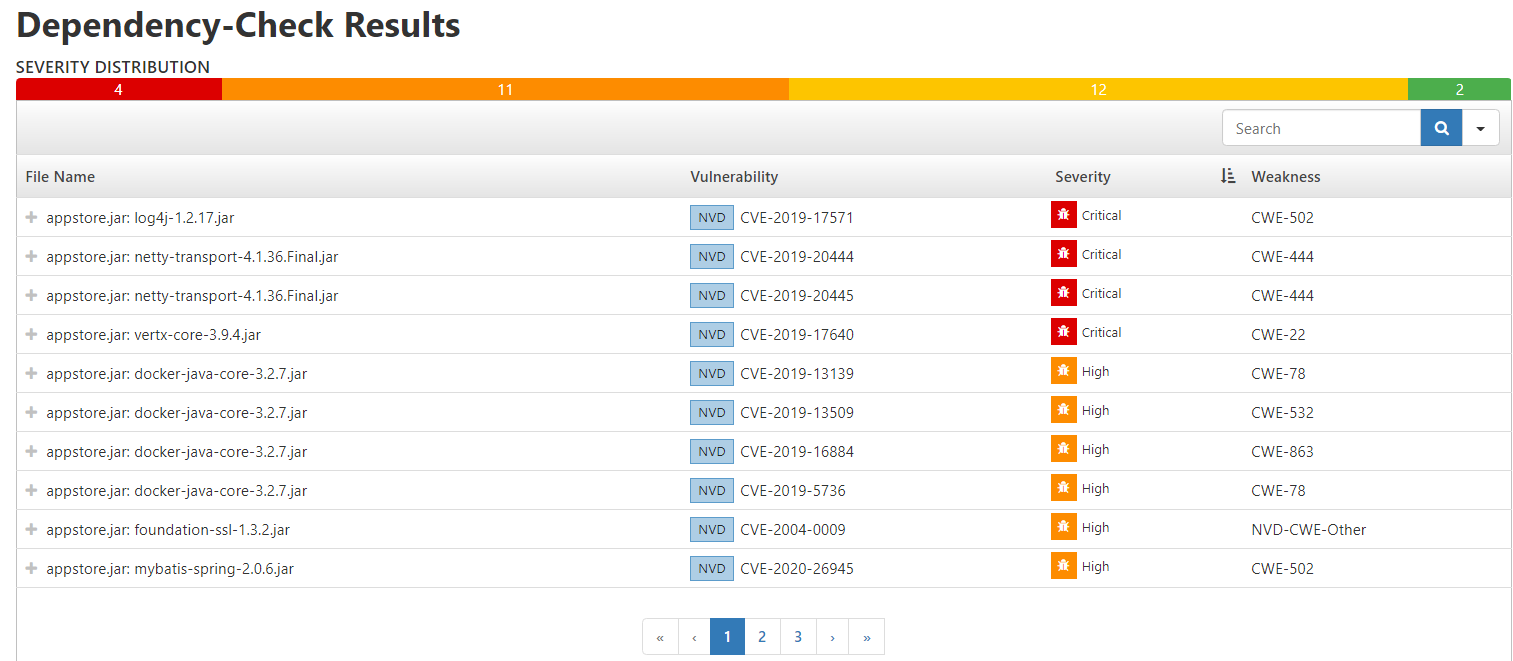 Dependency-Check Results
SEVERITY DISTRIBUTION
4 11 12 2
Search
File Name Vulnerability Severity Weakness
appstore.jar: log4j-1.2.17.jar NVD CVE-2019-17571 Critical CWE-502
appstore.jar: netty-transport-4.1.36.Final.jar NVD CVE-2019-20444 Critical CWE-444
appstore.jar: netty-transport-4.1.36.Final.jar NVD CVE-2019-20445 Critical CWE-444
appstore.jar: vertx-core-3.9.4.jar NVD CVE-2019-17640 Critical CWE-22
appstore.jar: docker-java-core-3.2.7.jar NVD CVE-2019-13139 High CWE-78
appstore.jar: docker-java-core-3.2.7.jar NVD CVE-2019-13509 High CWE-532
appstore.jar: docker-java-core-3.2.7.jar NVD CVE-2019-16884 High CWE-863
appstore.jar: docker-java-core-3.2.7.jar NVD CVE-2019-5736 High CWE-78
appstore.jar: foundation-ssl-1.3.2.jar NVD CVE-2004-0009 High NVD-CWE-Other
appstore.jar: mybatis-spring-2.0.6.jar NVD CVE-2020-26945 High CWE-502
« ‹ 1 2 3 › »